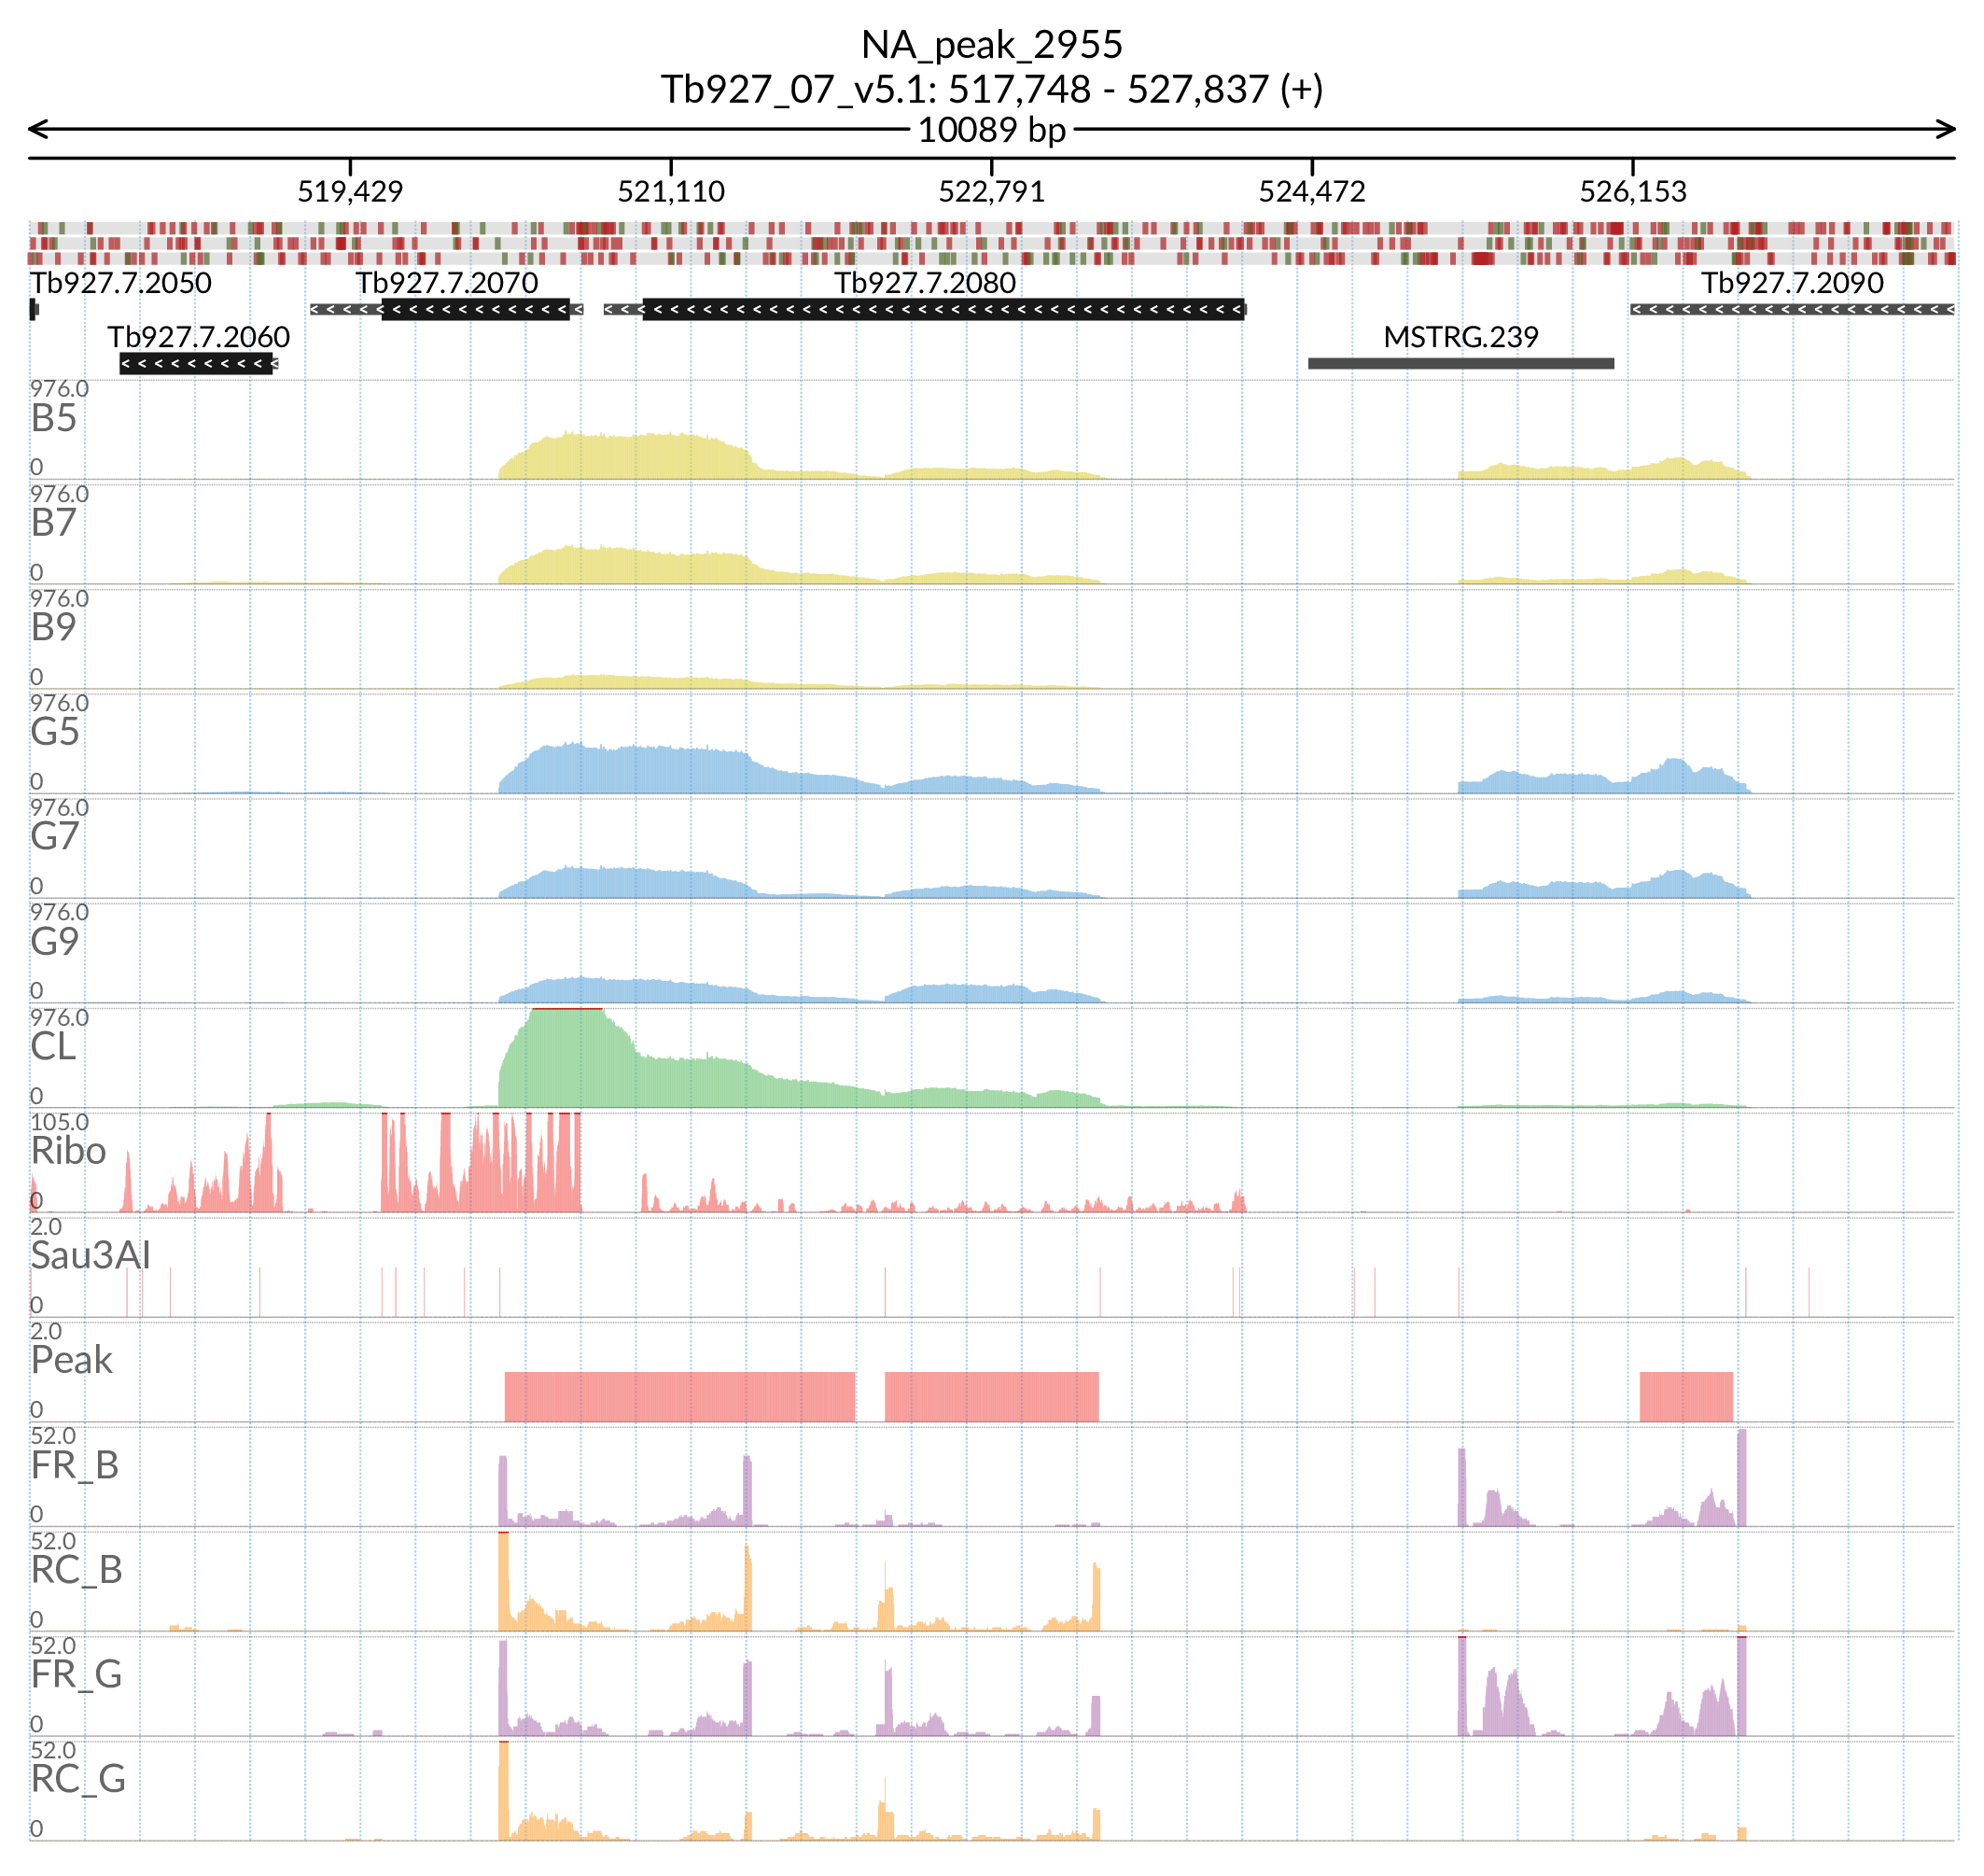 NA_peak_2955
Tb927_07_v5.1: 517,748 - 527,837 (+)
10089 bp
519,429 521,110 522,791 524,472 526,153
Tb927.7.2050 Tb927.7.2070 Tb927.7.2080 Tb927.7.2090
Tb927.7.2060 MSTRG.239
976.0
B5
0
976.0
B7
0
976.0
B9
0
976.0
G5
0
976.0
G7
0
976.0
G9
0
976.0
CL
0
105.0
Ribo
0
2.0
Sau3AI
0
2.0
Peak
0
52.0
FR_B
0
52.0
RC_B
0
52.0
FR_G
0
52.0
RC_G
0